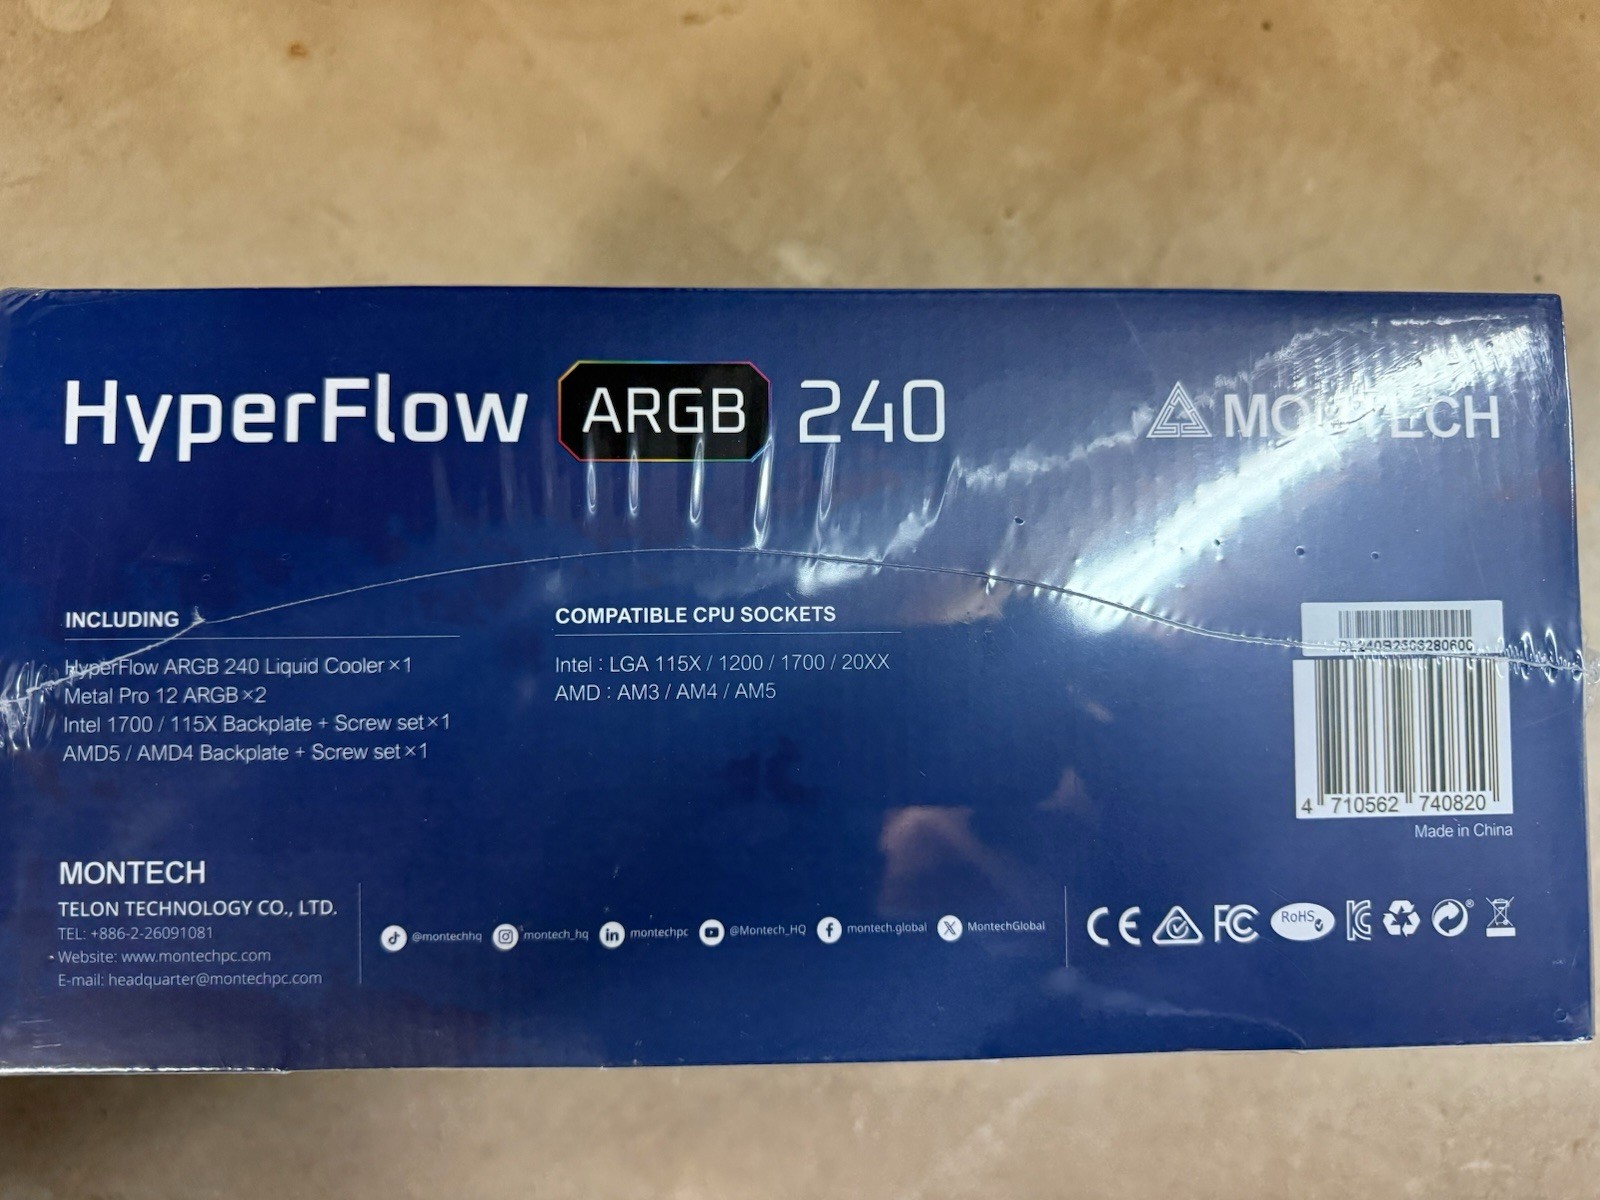 HyperFlow ARGB 240
MONTECH
INCLUDING
HyperFlow ARGB 240 Liquid Cooler×1
Metal Pro 12 ARGB×2
Intel 1700 / 115X Backplate + Screw set×1
AMD5 / AMD4 Backplate + Screw set×1
COMPATIBLE CPU SOCKETS
Intel : LGA 115X / 1200 / 1700 / 20XX
AMD : AM3 / AM4 / AM5
4 710562 740820
Made in China
MONTECH
TELON TECHNOLOGY CO., LTD.
TEL: +886-2-26091081
Website: www.montechpc.com
E-mail: headquarter@montechpc.com
@montechhq montech_hq montechpc @Montech_HQ montech.global MontechGlobal
CE FC RoHS